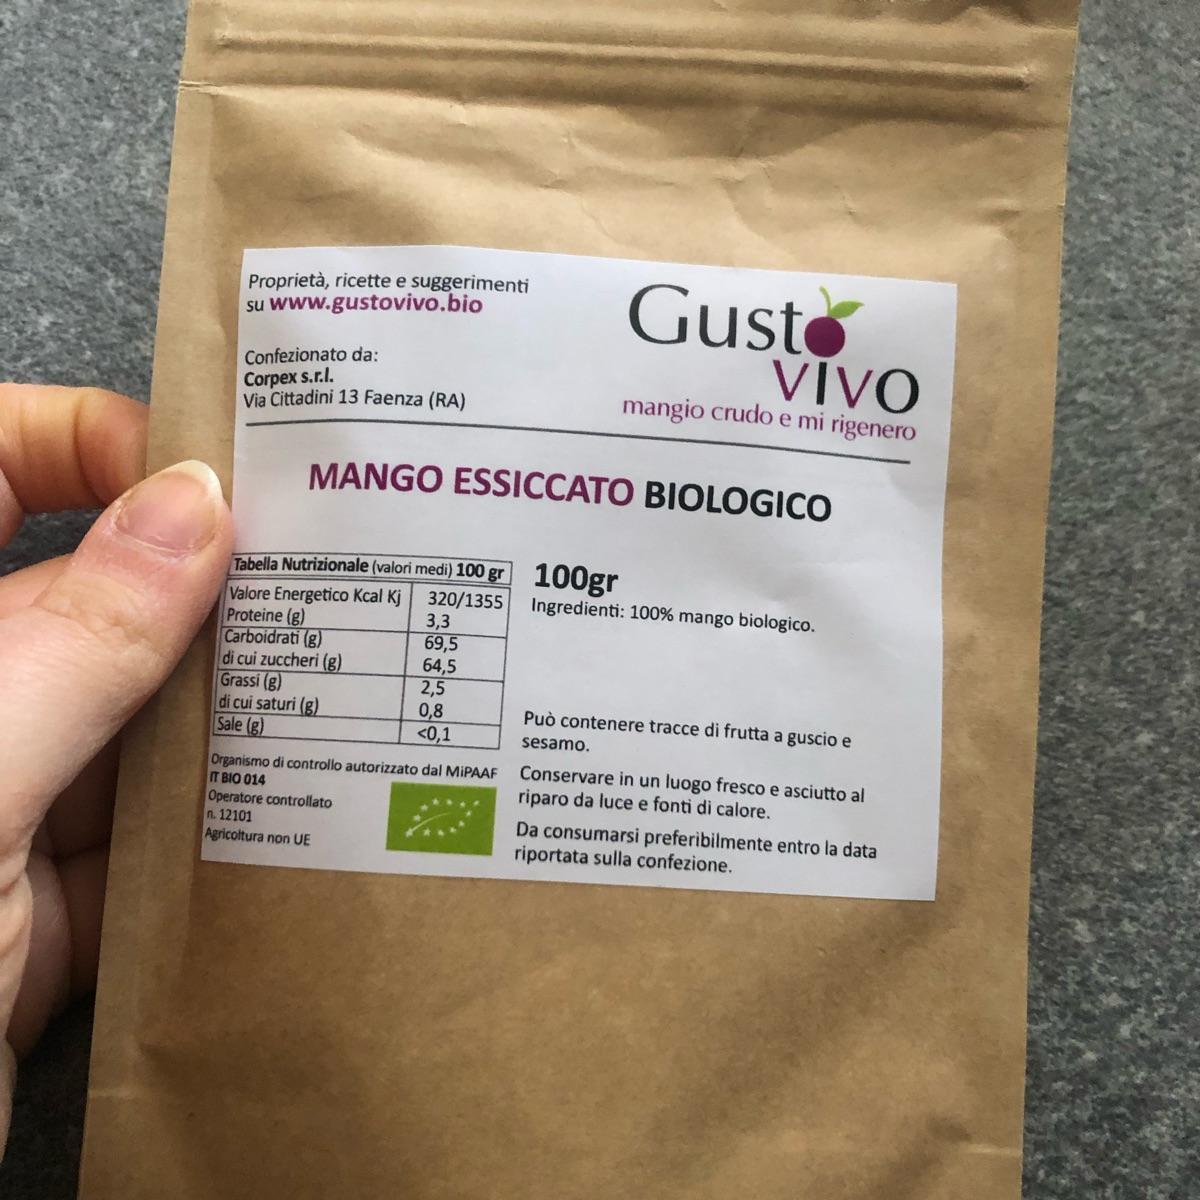 Proprietà, ricette e suggerimenti
su www.gustovivo.bio
Confezionato da:
Corpex s.r.l.
Via Cittadini 13 Faenza (RA)
Gusto
VIVO
mangio crudo e mi rigenero
MANGO ESSICCATO BIOLOGICO
Tabella Nutrizionale (valori medi) 100 gr
Valore Energetico Kcal Kj 320/1355
Proteine (g) 3,3
Carboidrati (g) 69,5
di cui zuccheri (g) 64,5
Grassi (g) 2,5
di cui saturi (g) 0,8
Sale (g) <0,1
Organismo di controllo autorizzato dal MiPAAF
IT BIO 014
Operatore controllato
n. 12101
Agricoltura non UE
100gr
Ingredienti: 100% mango biologico.
Può contenere tracce di frutta a guscio e
sesamo.
Conservare in un luogo fresco e asciutto al
riparo da luce e fonti di calore.
Da consumarsi preferibilmente entro la data
riportata sulla confezione.